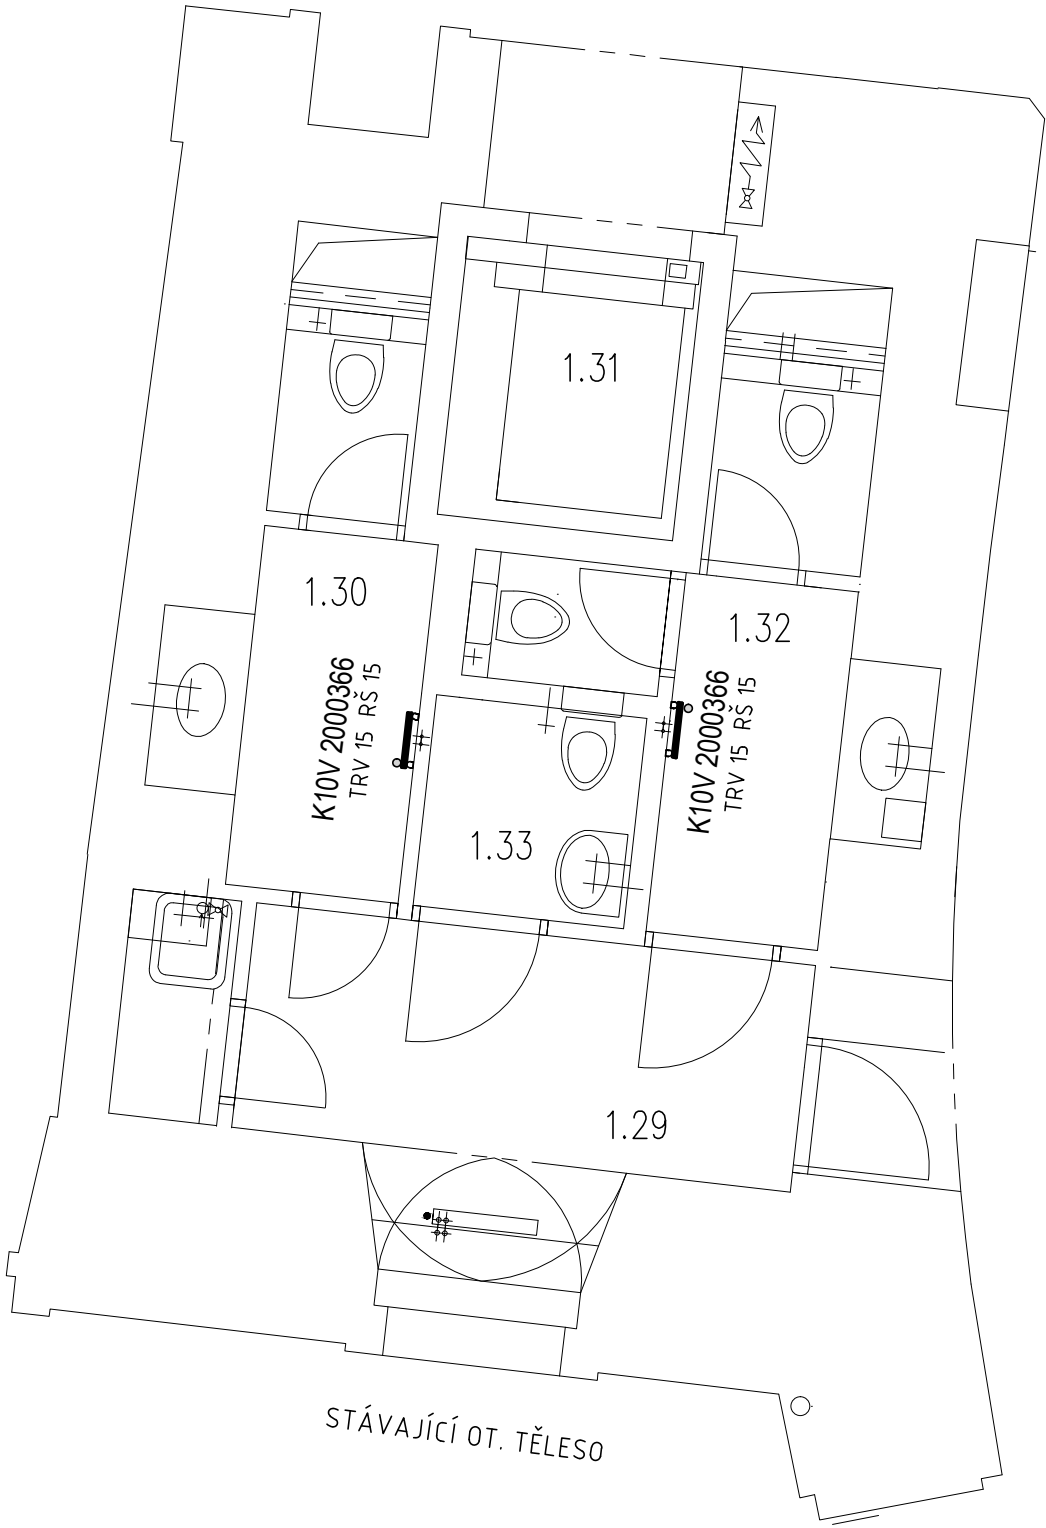 1.31
1.30
K10V 2000366
TRV 15 RŠ 15
1.32
K10V 2000366
TRV 15 RŠ 15
1.33
1.29
STÁVAJÍCÍ OT. TĚLESO